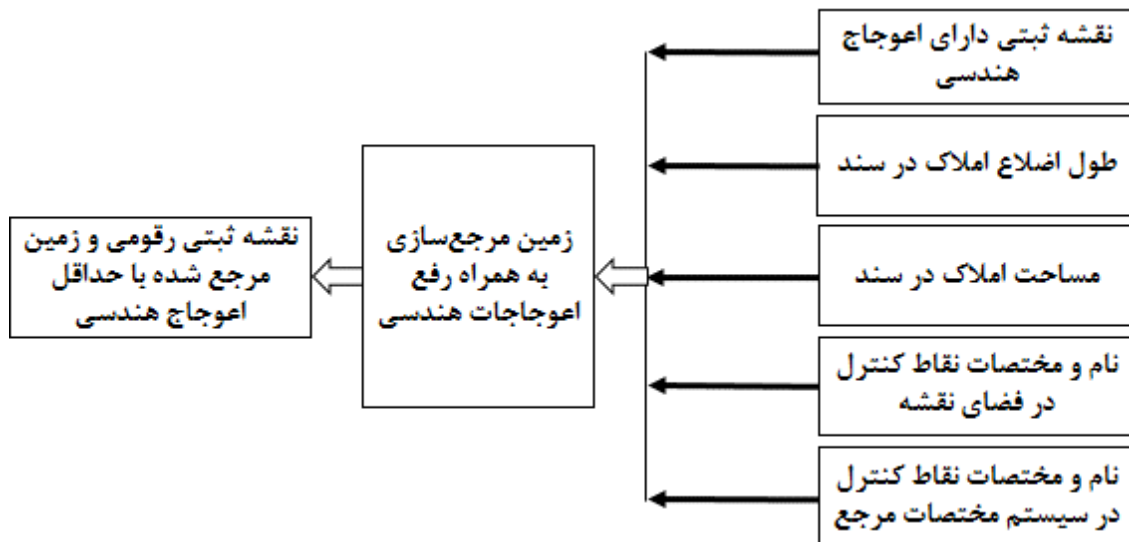 نقشه ثبتی دارای اعوجاج
هندسی
طول اضلاع املاک در سند
مساحت املاک در سند
نام و مختصات نقاط کنترل
در فضای نقشه
نام و مختصات نقاط کنترل
در سیستم مختصات مرجع
زمین مرجع‌سازی
به همراه رفع
اعوجاجات هندسی
نقشه ثبتی رقومی و زمین
مرجع شده با حداقل
اعوجاج هندسی